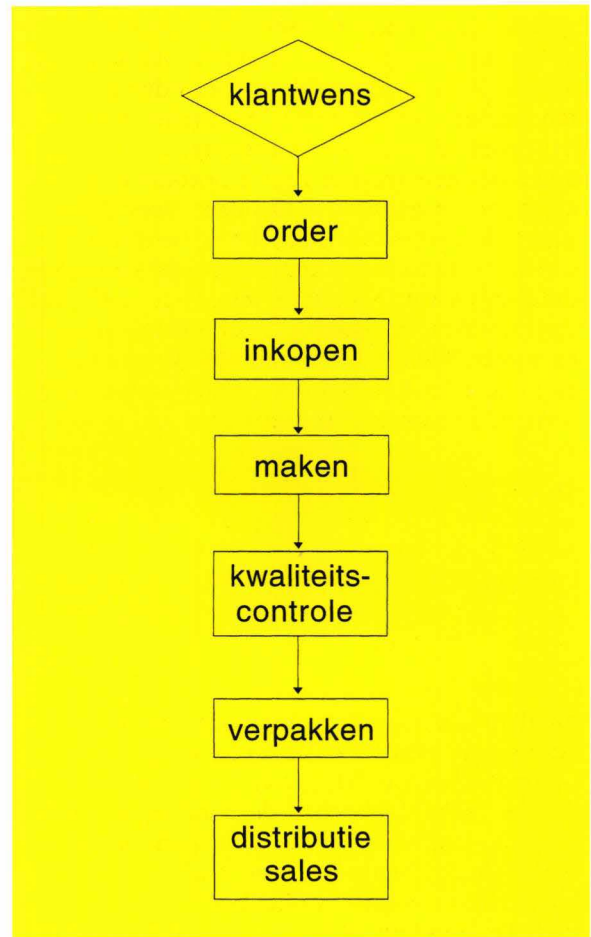 klantwens
order
inkopen
maken
kwaliteits-
controle
verpakken
distributie
sales